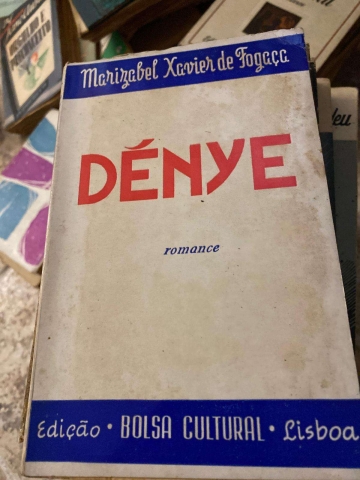 Marizabel Xavier de Fogaça
DÉNYE
romance
Edição • BOLSA CULTURAL • Lisboa